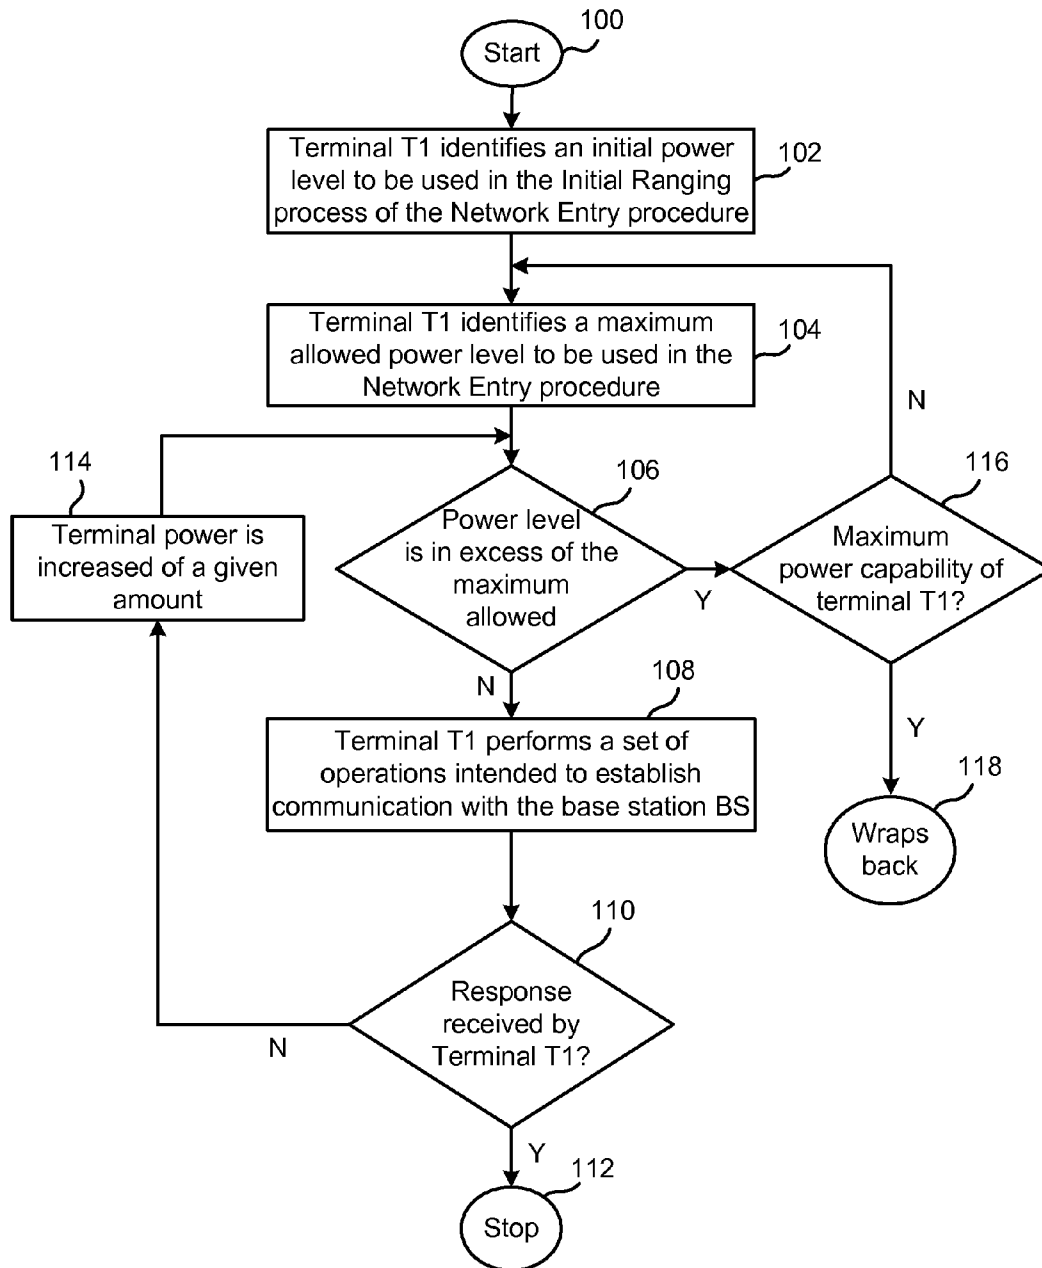 100
Start
Terminal T1 identifies an initial power
level to be used in the Initial Ranging
process of the Network Entry procedure
102
Terminal T1 identifies a maximum
allowed power level to be used in the
Network Entry procedure
104
N
114
Terminal power is
increased of a given
amount
106
Power level
is in excess of the
maximum
allowed
Y
116
Maximum
power capability of
terminal T1?
N
108
Terminal T1 performs a set of
operations intended to establish
communication with the base station BS
Y
118
Wraps
back
110
Response
received by
Terminal T1?
N
Y
112
Stop